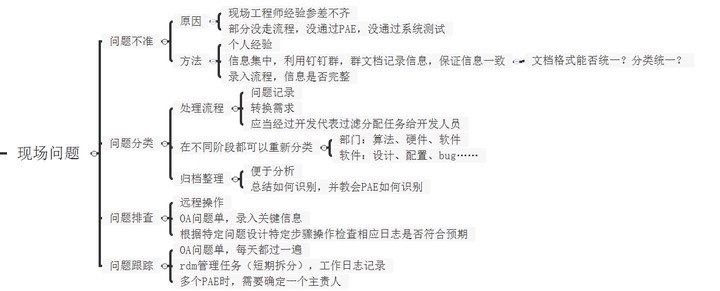 现场问题
问题不准
原因
现场工程师经验参差不齐
部分没走流程，没通过PAE，没通过系统测试
方法
个人经验
信息集中，利用钉钉群，群文档记录信息，保证信息一致
文档格式能否统一？分类统一？
录入流程，信息是否完整
问题分类
处理流程
问题记录
转换需求
应当经过开发代表过滤分配任务给开发人员
在不同阶段都可以重新分类
部门：算法、硬件、软件
软件：设计、配置、bug……
归档整理
便于分析
总结如何识别，并教会PAE如何识别
问题排查
远程操作
OA问题单，录入关键信息
根据特定问题设计特定步骤操作检查相应日志是否符合预期
问题跟踪
OA问题单，每天都过一遍
rdm管理任务（短期拆分），工作日志记录
多个PAE时，需要确定一个主责人